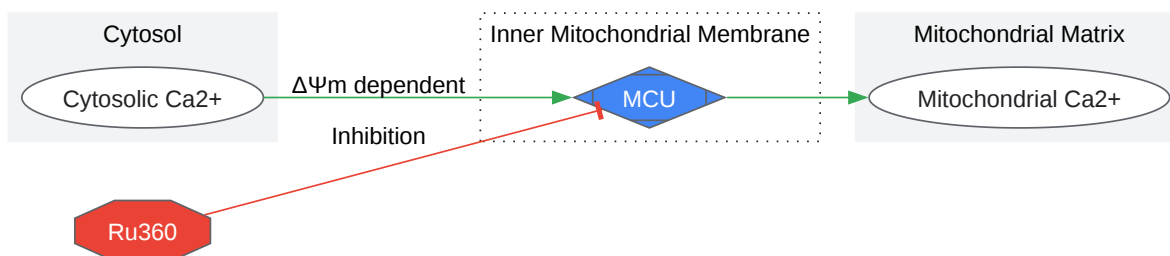 Cytosol
Inner Mitochondrial Membrane
Mitochondrial Matrix
Cytosolic Ca2+
ΔΨm dependent
MCU
Mitochondrial Ca2+
Inhibition
Ru360